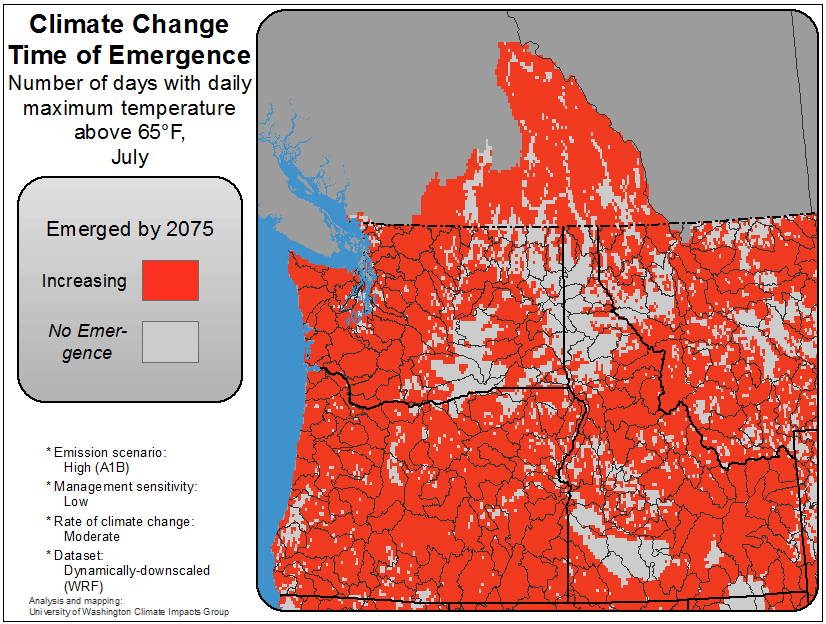 Climate Change
Time of Emergence
Number of days with daily
maximum temperature
above 65°F,
July
Emerged by 2075
Increasing
No Emer-
gence
* Emission scenario:
High (A1B)
* Management sensitivity:
Low
* Rate of climate change:
Moderate
* Dataset:
Dynamically-downscaled
(WRF)
Analysis and mapping:
University of Washington Climate Impacts Group